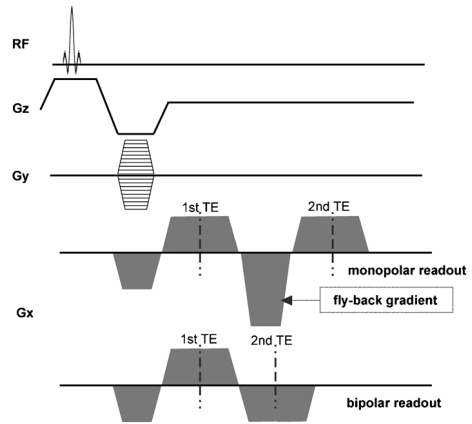 RF
Gz
Gy
1st TE
2nd TE
monopolar readout
fly-back gradient
Gx
1st TE
2nd TE
bipolar readout